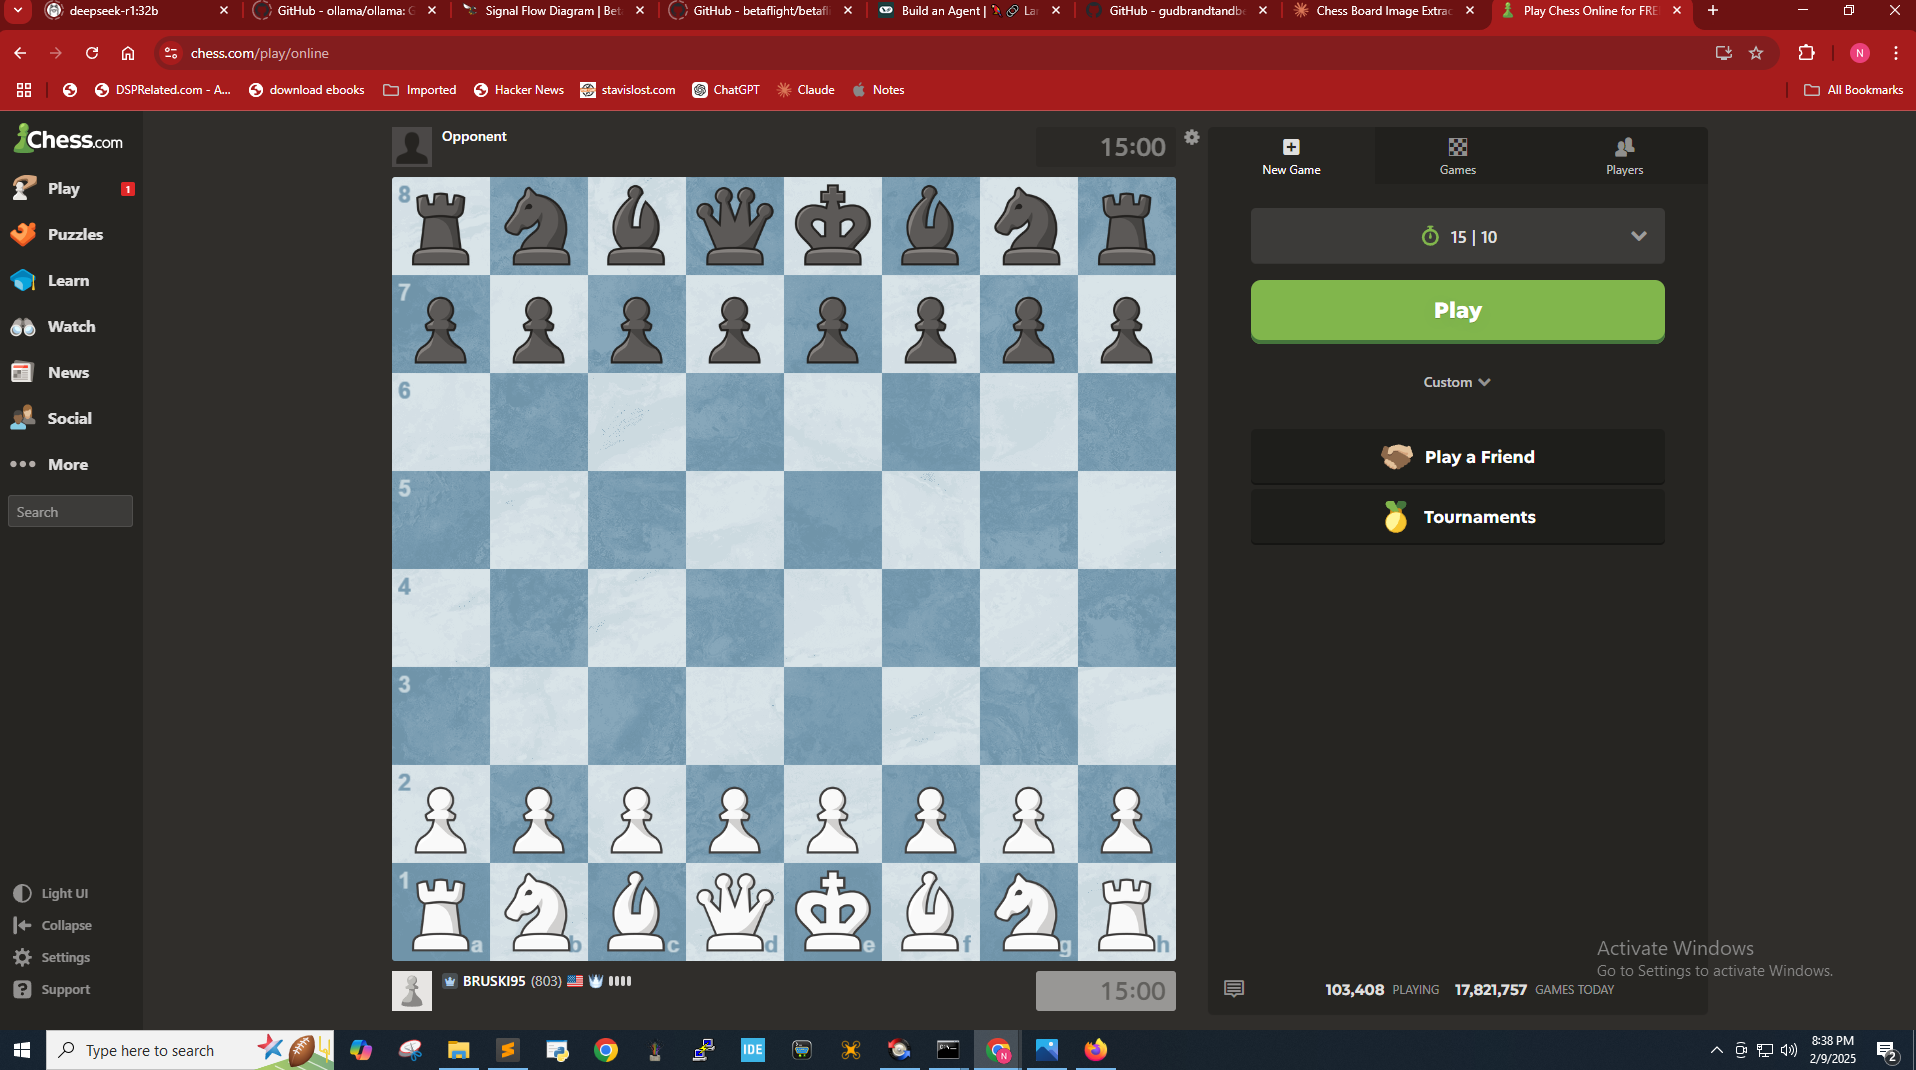 deepseek-r1:32b
GitHub - ollama/ollama: G
Signal Flow Diagram | Bet
GitHub - betaflight/betafli
Build an Agent | La
GitHub - gudbrandtandb
Chess Board Image Extrac
Play Chess Online for FRE
chess.com/play/online
N
DSPRelated.com - A...
download ebooks
Imported
Hacker News
stavislost.com
ChatGPT
Claude
Notes
All Bookmarks
Chess.com
Play
1
Puzzles
Learn
Watch
News
Social
More
Search
Light UI
Collapse
Settings
Support
Opponent
15:00
8
7
6
5
4
3
2
1
a b c d e f g h
BRUSKI95 (803)
15:00
New Game
Games
Players
15 | 10
Play
Custom
Play a Friend
Tournaments
Activate Windows
Go to Settings to activate Windows.
103,408 PLAYING 17,821,757 GAMES TODAY
Type here to search
IDE
N
8:38 PM
2/9/2025
2